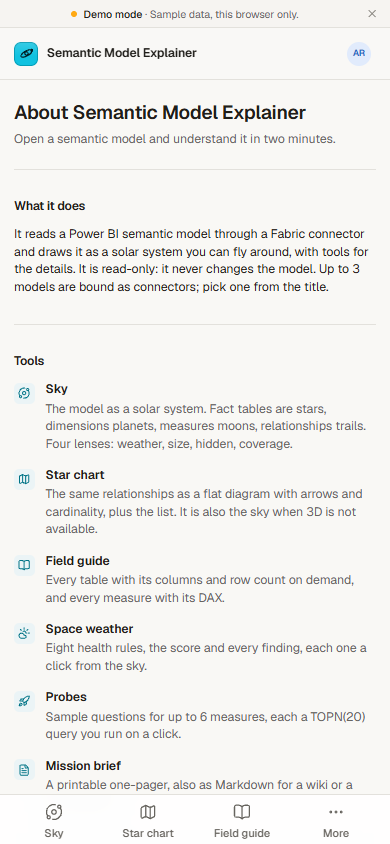 Demo mode · Sample data, this browser only.
Semantic Model Explainer
AR
About Semantic Model Explainer
Open a semantic model and understand it in two minutes.
What it does
It reads a Power BI semantic model through a Fabric connector
and draws it as a solar system you can fly around, with tools for
the details. It is read-only: it never changes the model. Up to 3
models are bound as connectors; pick one from the title.
Tools
Sky
The model as a solar system. Fact tables are stars,
dimensions planets, measures moons, relationships trails.
Four lenses: weather, size, hidden, coverage.
Star chart
The same relationships as a flat diagram with arrows and
cardinality, plus the list. It is also the sky when 3D is not
available.
Field guide
Every table with its columns and row count on demand,
and every measure with its DAX.
Space weather
Eight health rules, the score and every finding, each one a
click from the sky.
Probes
Sample questions for up to 6 measures, each a TOPN(20)
query you run on a click.
Mission brief
A printable one-pager, also as Markdown for a wiki or a
Sky
Star chart
Field guide
More